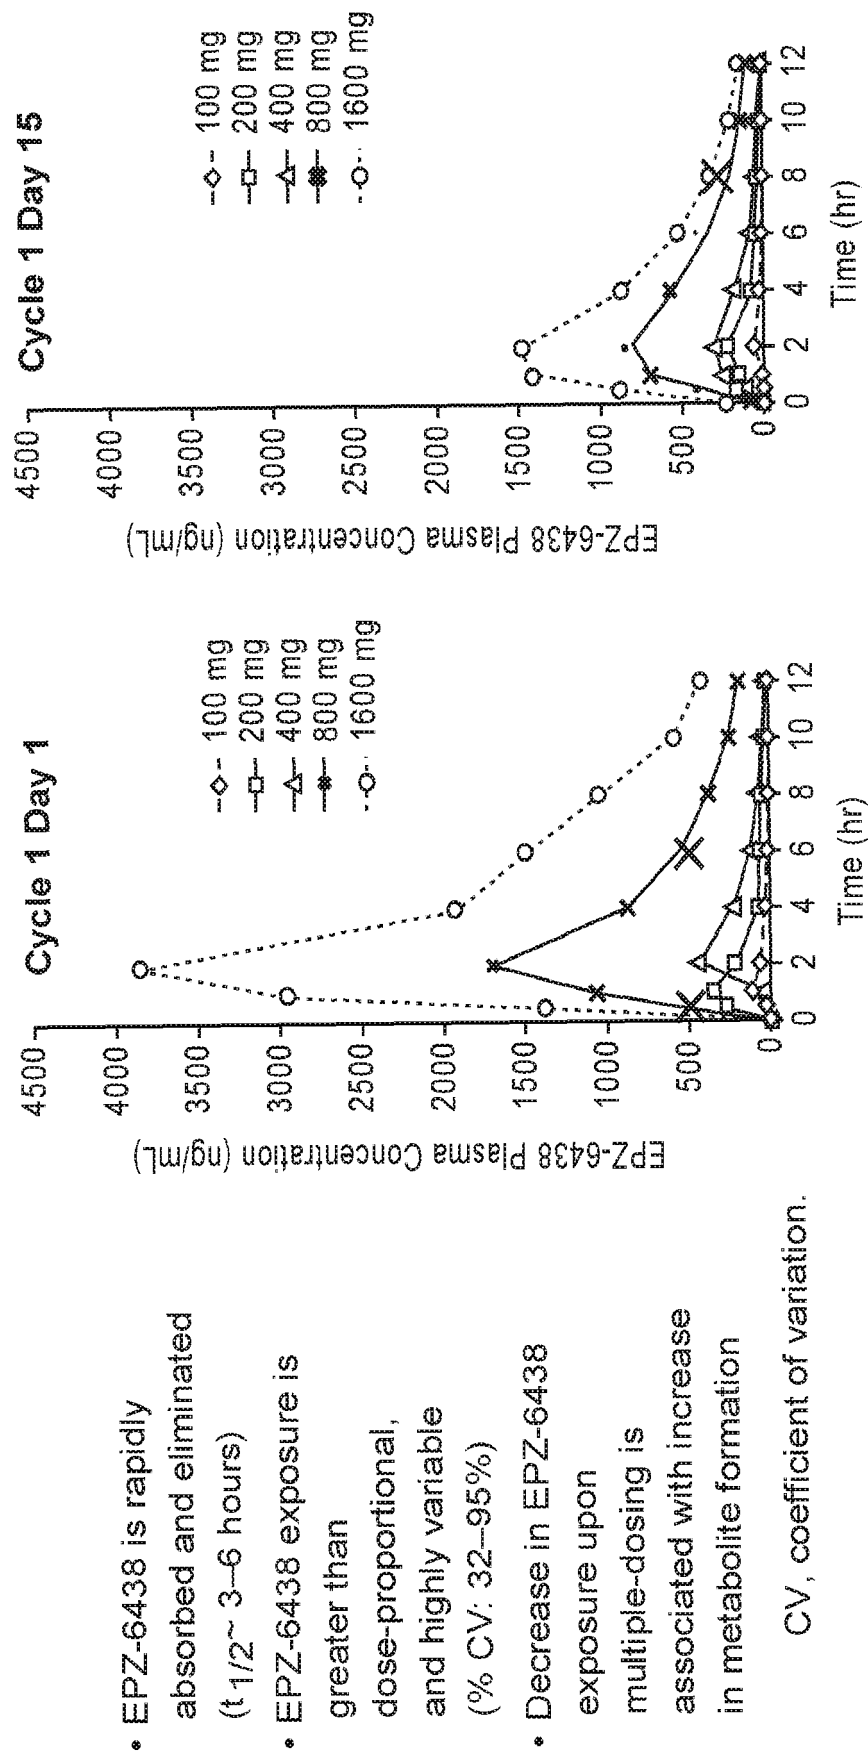 • EPZ-6438 is rapidly
absorbed and eliminated
(t 1/2~ 3–6 hours)
• EPZ-6438 exposure is
greater than
dose-proportional,
and highly variable
(% CV: 32–95%)
• Decrease in EPZ-6438
exposure upon
multiple-dosing is
associated with increase
in metabolite formation
CV, coefficient of variation.
Cycle 1 Day 1
EPZ-6438 Plasma Concentration (ng/mL)
4500
4000
3500
3000
2500
2000
1500
1000
500
0
100 mg
200 mg
400 mg
800 mg
1600 mg
0 2 4 6 8 10 12
Time (hr)
Cycle 1 Day 15
EPZ-6438 Plasma Concentration (ng/mL)
4500
4000
3500
3000
2500
2000
1500
1000
500
0
100 mg
200 mg
400 mg
800 mg
1600 mg
0 2 4 6 8 10 12
Time (hr)